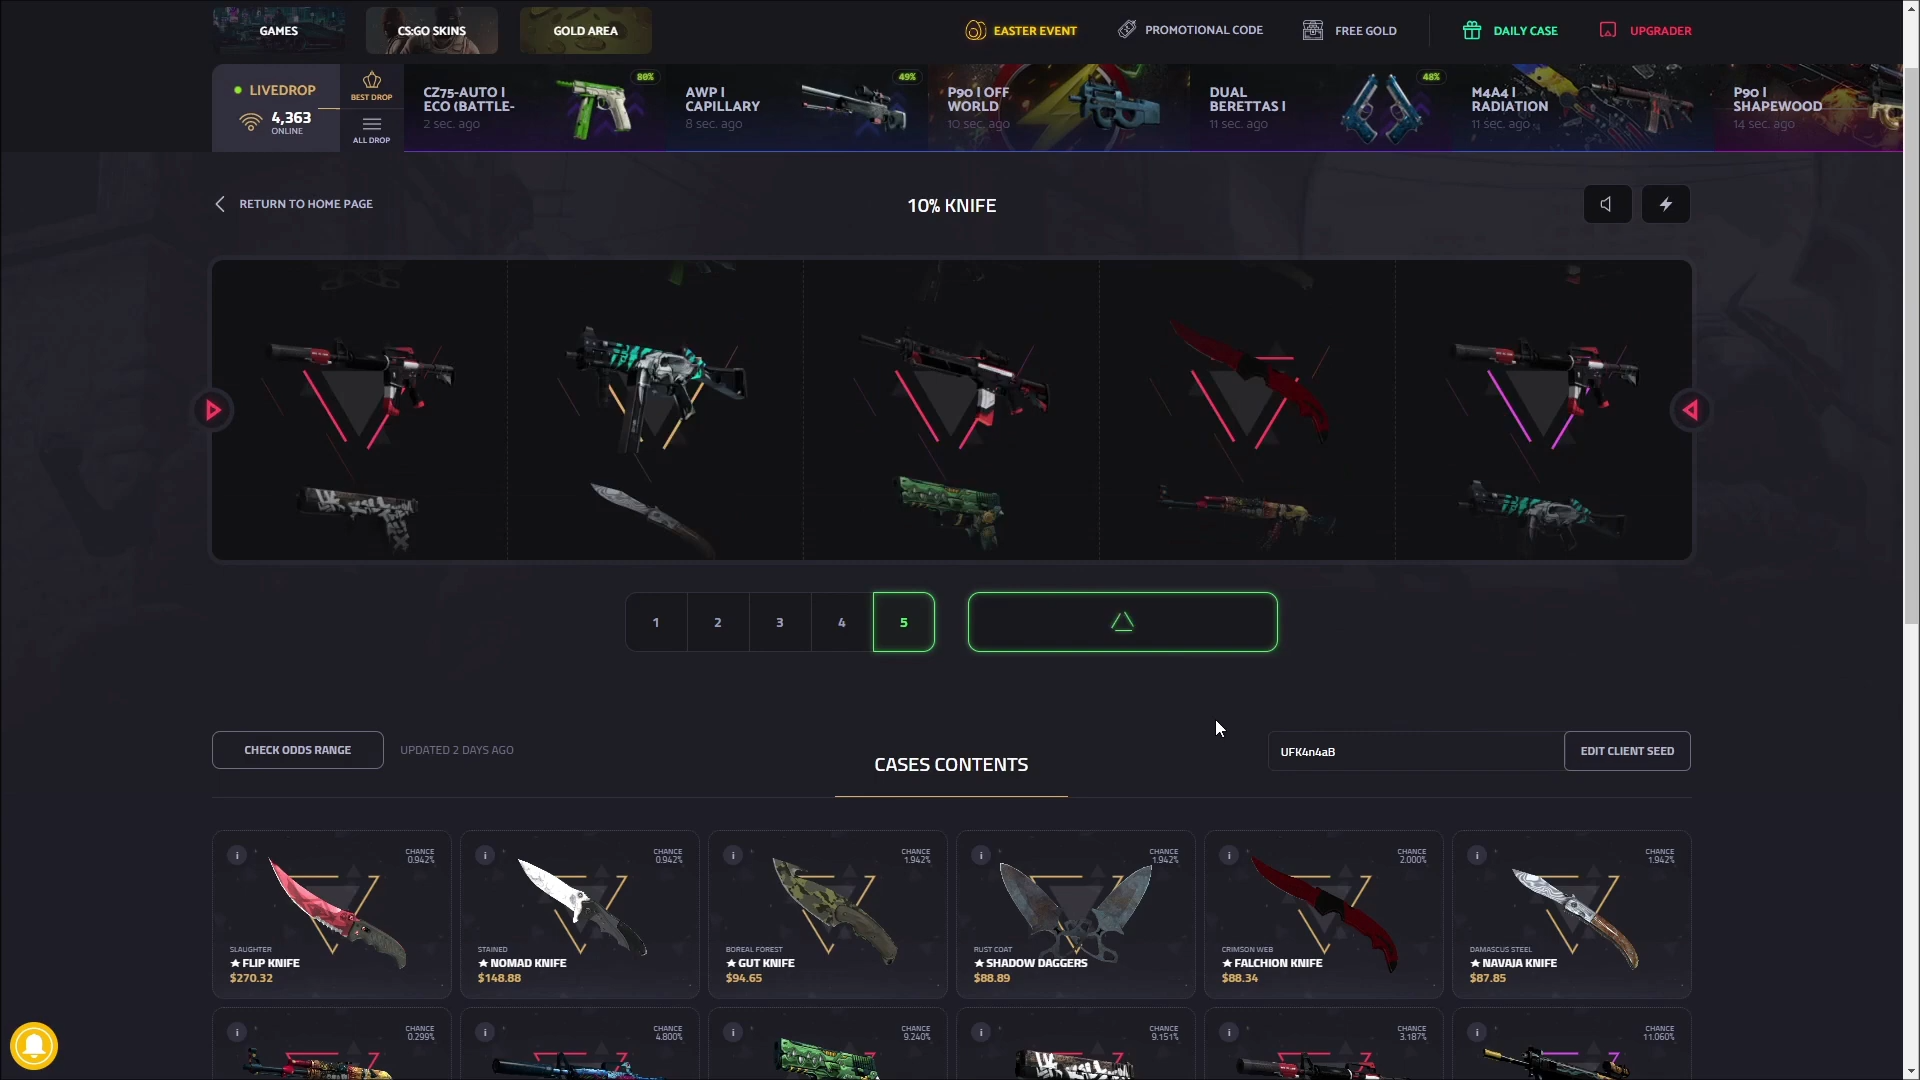 GAMES
CS:GO SKINS
GOLD AREA
EASTER EVENT
PROMOTIONAL CODE
FREE GOLD
DAILY CASE
UPGRADER
LIVEDROP
4,363
ONLINE
BEST DROP
ALL DROP
80%
CZ75-AUTO |
ECO (BATTLE-
2 sec. ago
49%
AWP |
CAPILLARY
8 sec. ago
P90 | OFF
WORLD
10 sec. ago
48%
DUAL
BERETTAS |
11 sec. ago
M4A4 |
RADIATION
11 sec. ago
P90 |
SHAPEWOOD
14 sec. ago
RETURN TO HOME PAGE
10% KNIFE
1
2
3
4
5
CHECK ODDS RANGE
UPDATED 2 DAYS AGO
CASES CONTENTS
UFK4n4aB
EDIT CLIENT SEED
CHANCE
0.942%
SLAUGHTER
★ FLIP KNIFE
$270.32
CHANCE
0.942%
STAINED
★ NOMAD KNIFE
$148.88
CHANCE
1.942%
BOREAL FOREST
★ GUT KNIFE
$94.65
CHANCE
1.942%
RUST COAT
★ SHADOW DAGGERS
$88.89
CHANCE
2.000%
CRIMSON WEB
★ FALCHION KNIFE
$88.34
CHANCE
1.942%
DAMASCUS STEEL
★ NAVAJA KNIFE
$87.85
CHANCE
0.299%
CHANCE
4.800%
CHANCE
9.240%
CHANCE
9.151%
CHANCE
3.187%
CHANCE
11.060%